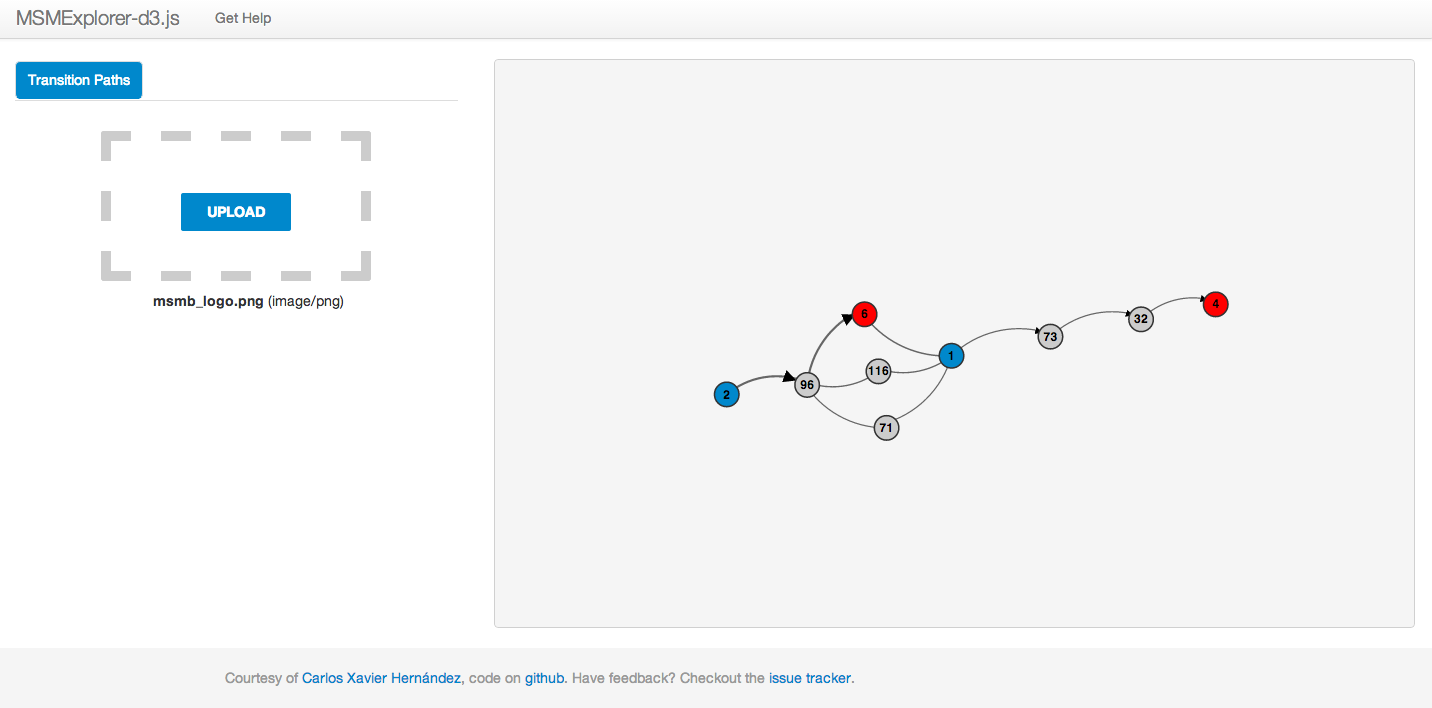 MSMExplorer-d3.js Get Help
Transition Paths
UPLOAD
msmb_logo.png (image/png)
6
4
32
73
1
116
96
2
71
Courtesy of Carlos Xavier Hernández, code on github. Have feedback? Checkout the issue tracker.